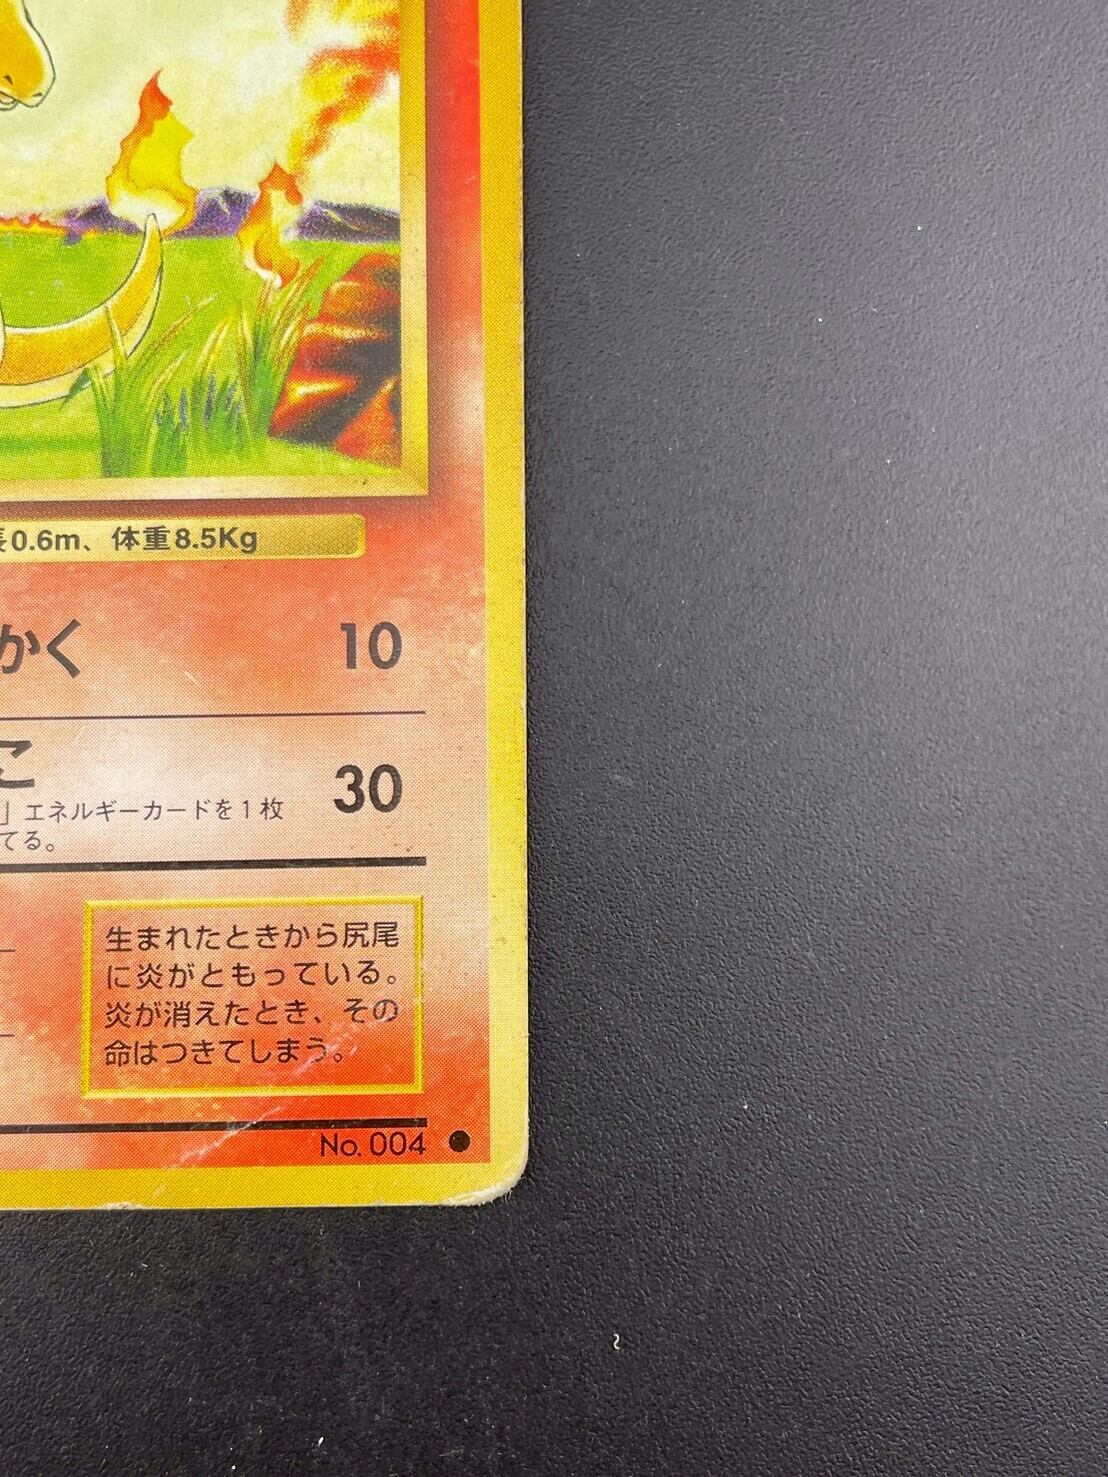 長0.6m、体重8.5Kg
かく 10
こ 30
」エネルギーカードを1枚
てる。
生まれたときから尻尾
に炎がともっている。
炎が消えたとき、その
命はつきてしまう。
No. 004 ●